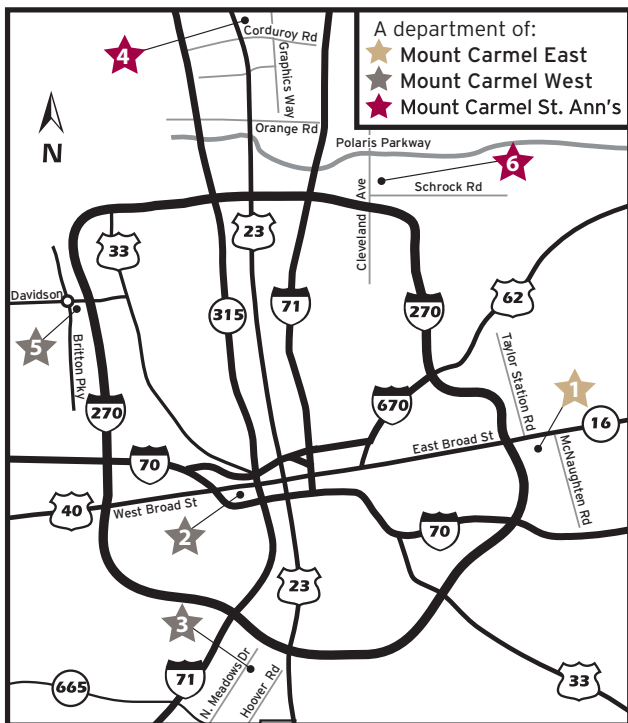 A department of:
Mount Carmel East
Mount Carmel West
Mount Carmel St. Ann's
4
Corduroy Rd
Graphics Way
Orange Rd
N
Polaris Parkway
6
Schrock Rd
Cleveland Ave
33
23
Davidson
315
71
270
62
5
Britton Pky
Taylor Station Rd
1
270
670
16
East Broad St
McNaughten Rd
70
40
West Broad St
2
70
23
3
N. Meadows Dr
Hoover Rd
665
71
33